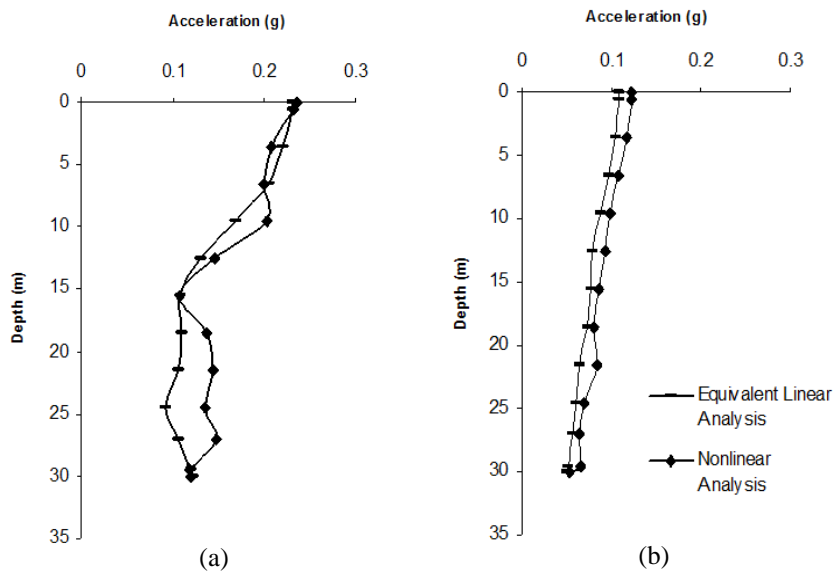 Acceleration (g)
0 0.1 0.2 0.3
0
5
10
15
20
25
30
35
Depth (m)
(a)
Acceleration (g)
0 0.1 0.2 0.3
0
5
10
15
20
25
30
35
Depth (m)
Equivalent Linear
Analysis
Nonlinear
Analysis
(b)